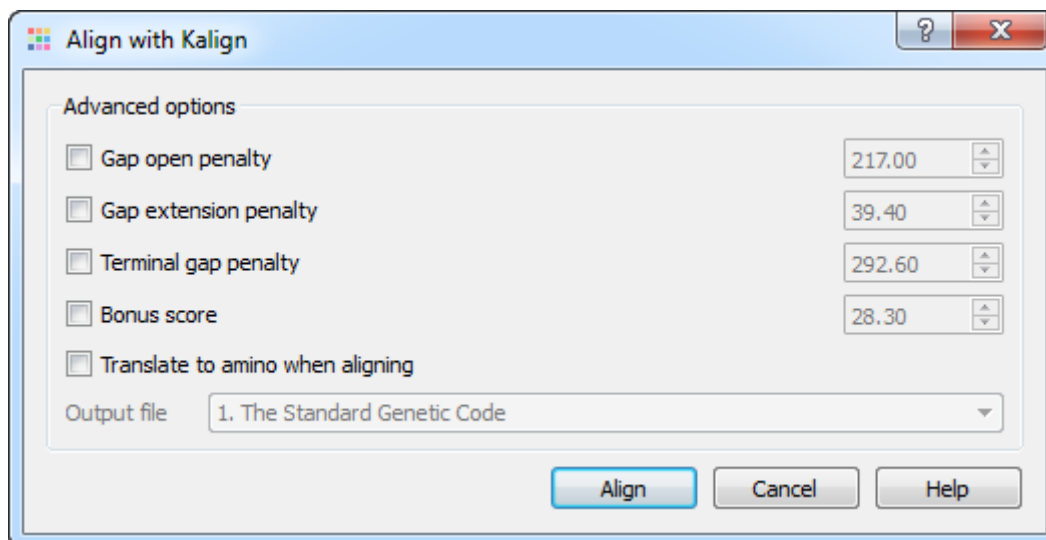 Align with Kalign
Advanced options
Gap open penalty 217.00
Gap extension penalty 39.40
Terminal gap penalty 292.60
Bonus score 28.30
Translate to amino when aligning
Output file 1. The Standard Genetic Code
Align Cancel Help